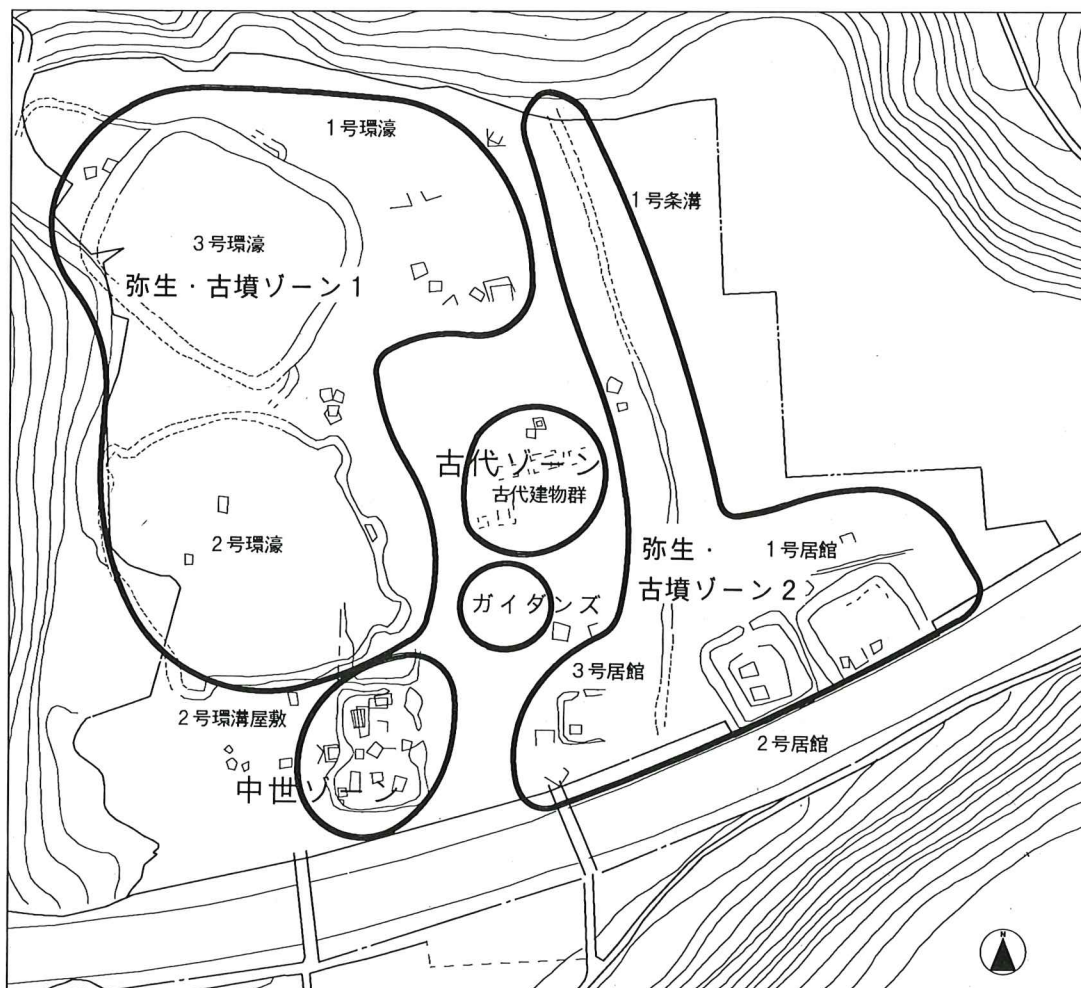 1号環濠
1号条溝
3号環濠
弥生・古墳ゾーン1
古代ゾーン
古代建物群
2号環濠
弥生・
古墳ゾーン2
1号居館
ガイダンズ
3号居館
2号環溝屋敷
2号居館
中世ゾーン
N